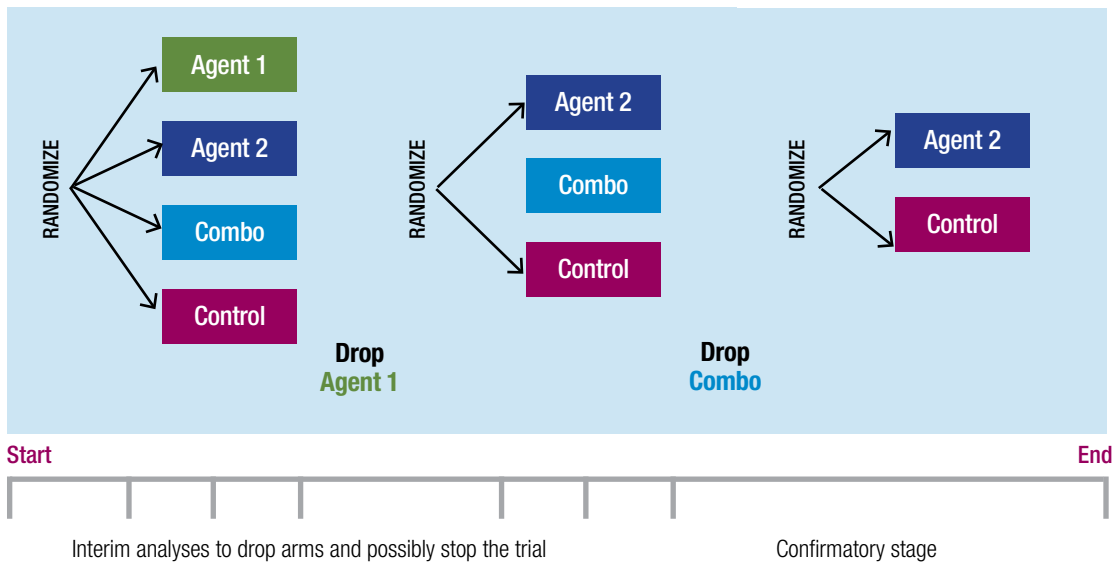 RANDOMIZE
Agent 1
Agent 2
Combo
Control
Drop
Agent 1
RANDOMIZE
Agent 2
Combo
Control
Drop
Combo
RANDOMIZE
Agent 2
Control
Start
End
Interim analyses to drop arms and possibly stop the trial
Confirmatory stage